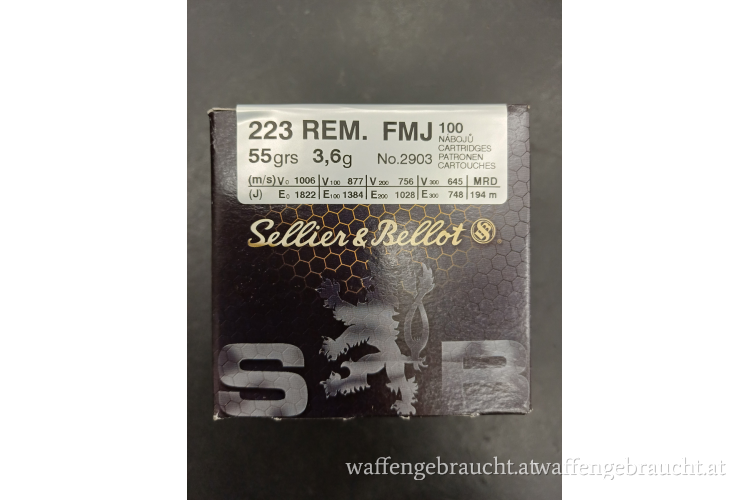 223 REM. FMJ 100
NÁBOJŮ
CARTRIDGES
55grs 3,6g No.2903 PATRONEN
CARTOUCHES
(m/s) V0 1006 V100 877 V200 756 V300 645 MRD
(J) E0 1822 E100 1384 E200 1028 E300 748 194 m
Sellier & Bellot
S B
waffengebraucht.atwaffengebraucht.at